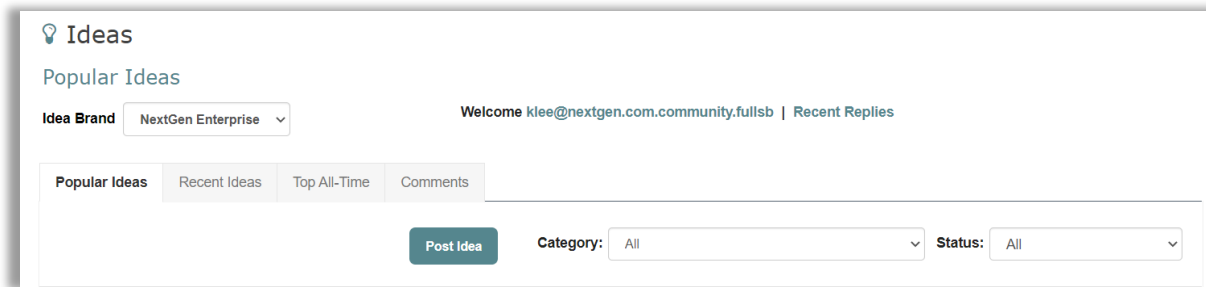 Ideas
Popular Ideas
Idea Brand NextGen Enterprise Welcome klee@nextgen.com.community.fullsb | Recent Replies
Popular Ideas Recent Ideas Top All-Time Comments
Post Idea Category: All Status: All